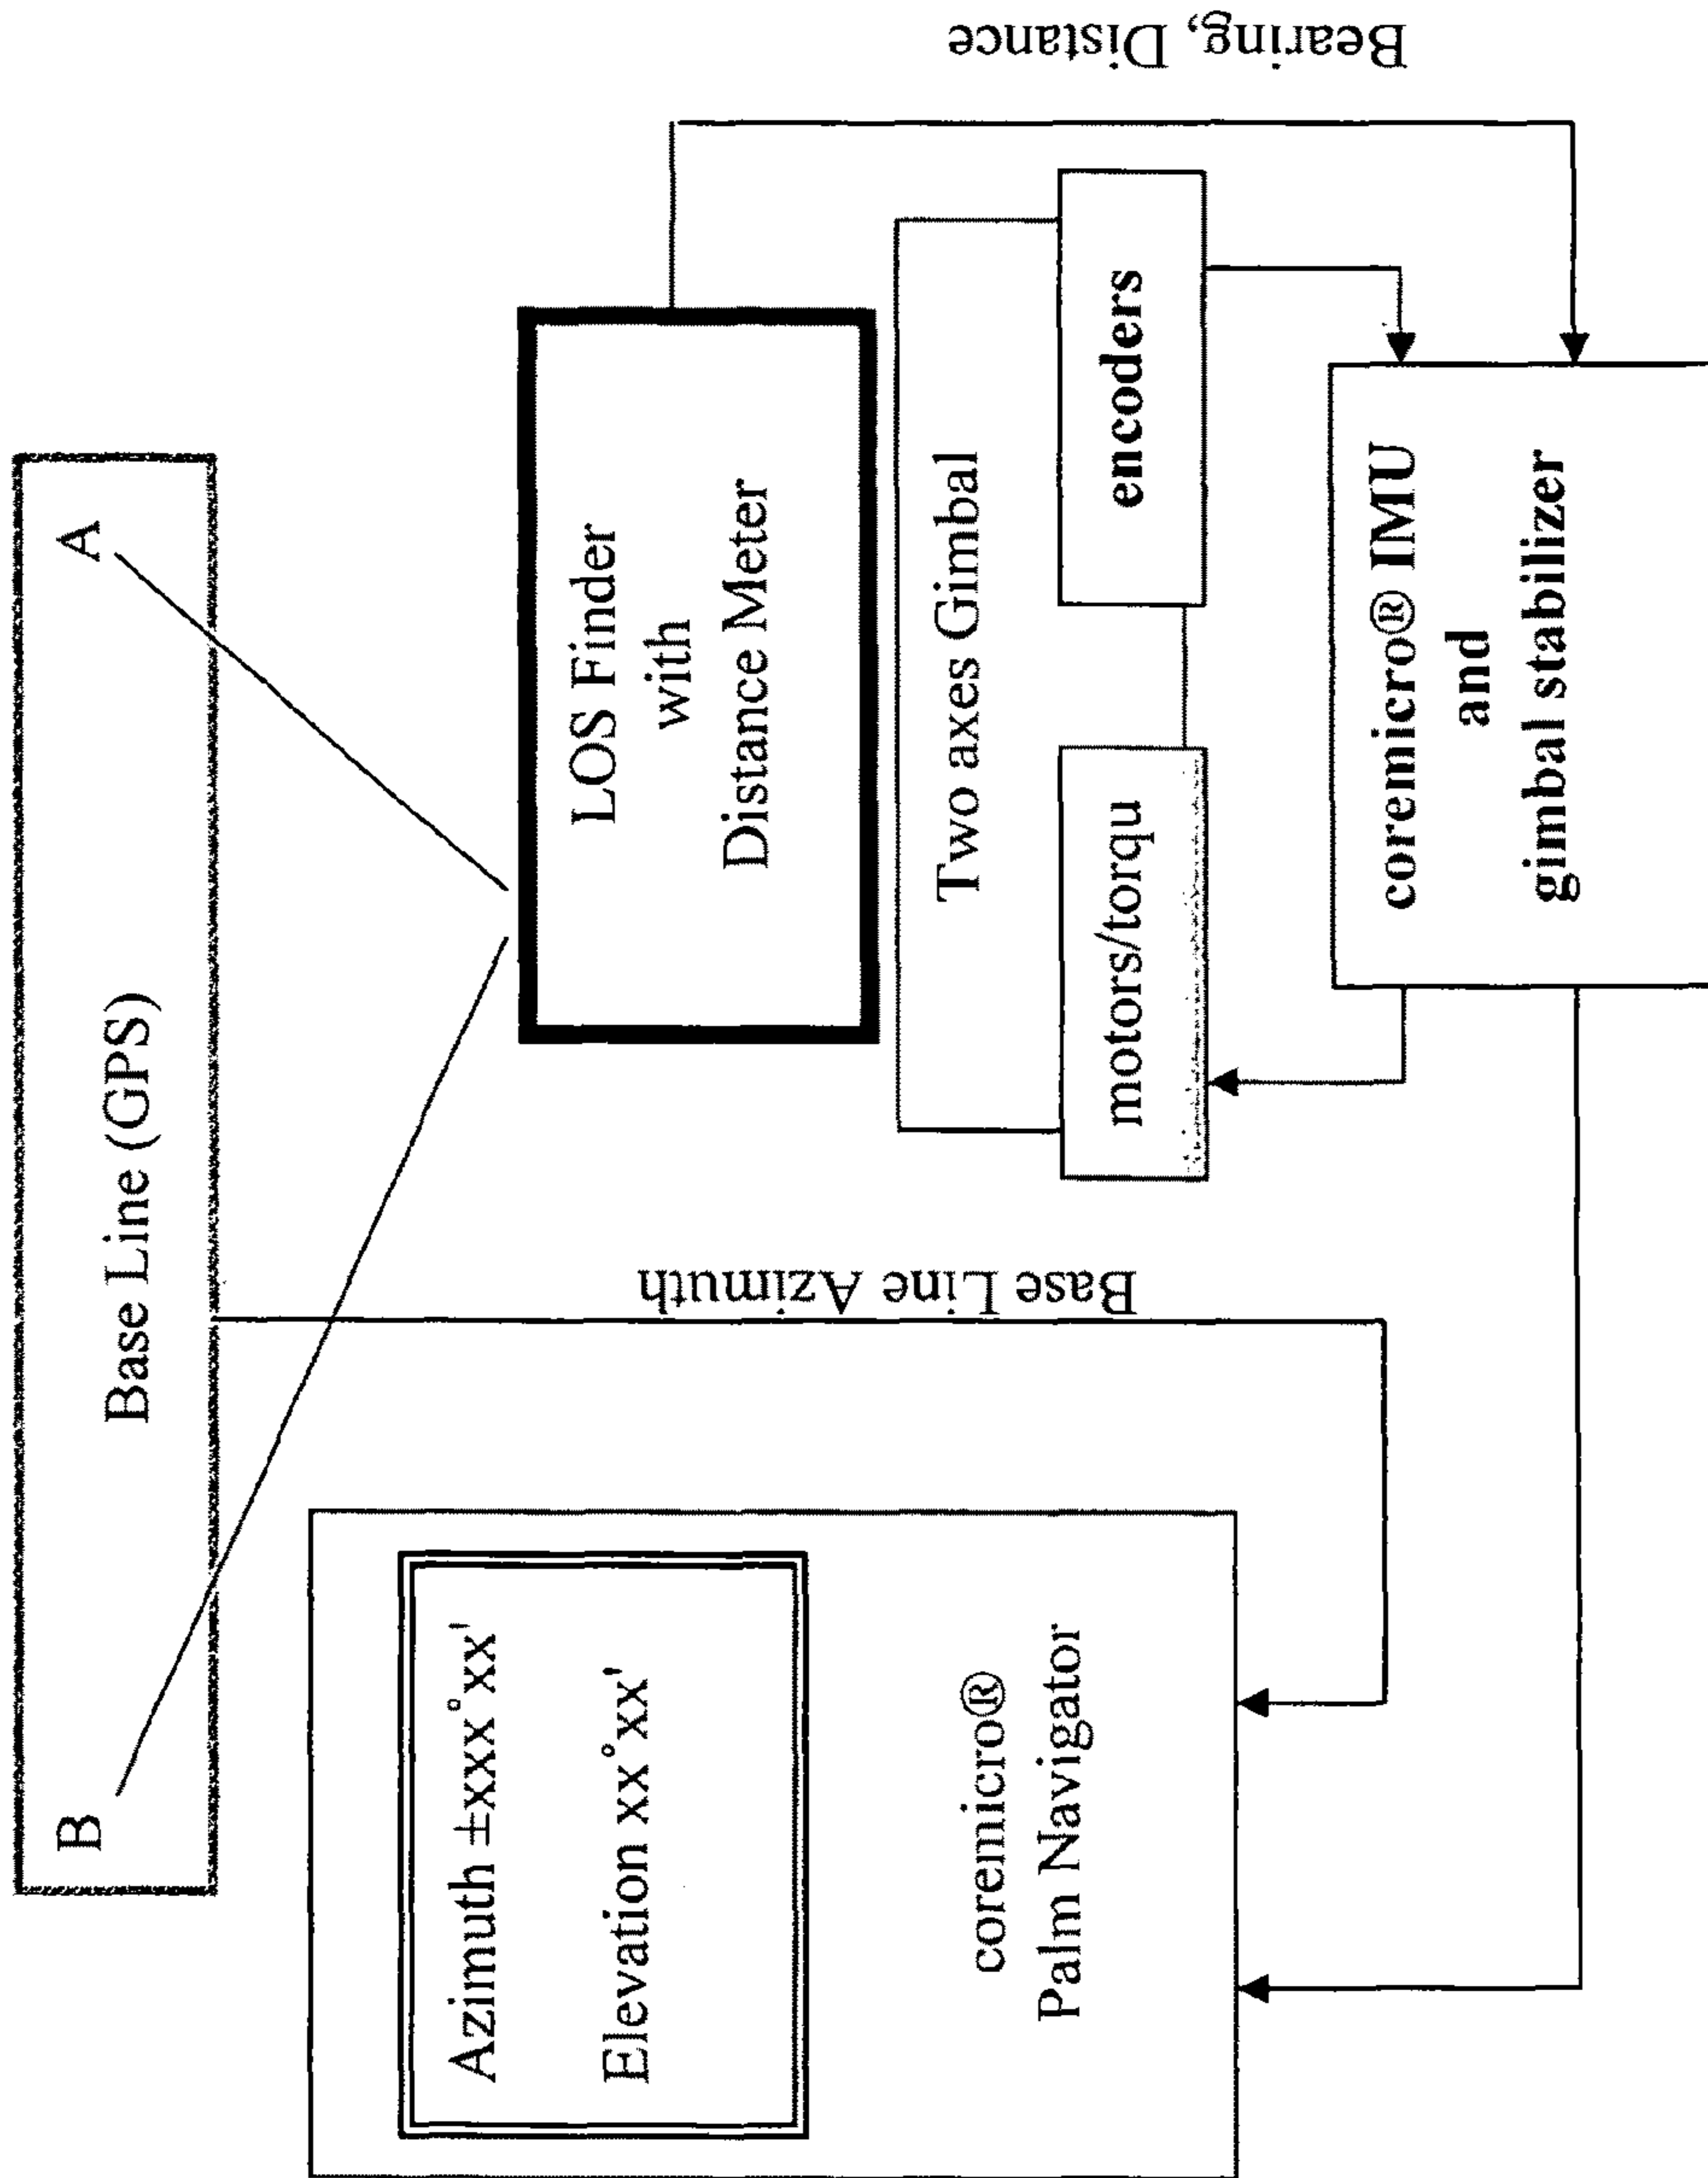 B
Base Line (GPS)
A
Azimuth ±xxx°xx'
Elevation xx°xx'
coremicro®
Palm Navigator
Base Line Azimuth
LOS Finder
with
Distance Meter
Two axes Gimbal
motors/torqu
encoders
coremicro® IMU
and
gimbal stabilizer
Bearing, Distance